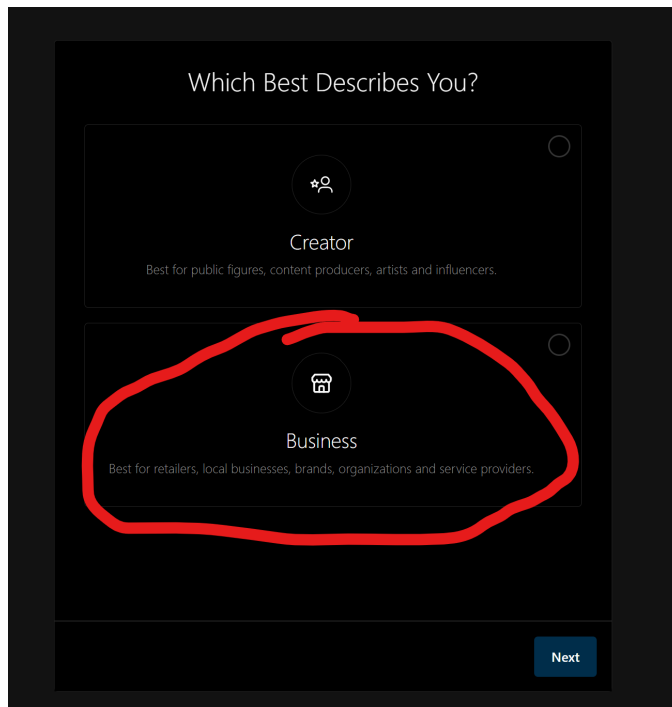 Which Best Describes You?
Creator
Best for public figures, content producers, artists and influencers.
Business
Best for retailers, local businesses, brands, organizations and service providers.
Next